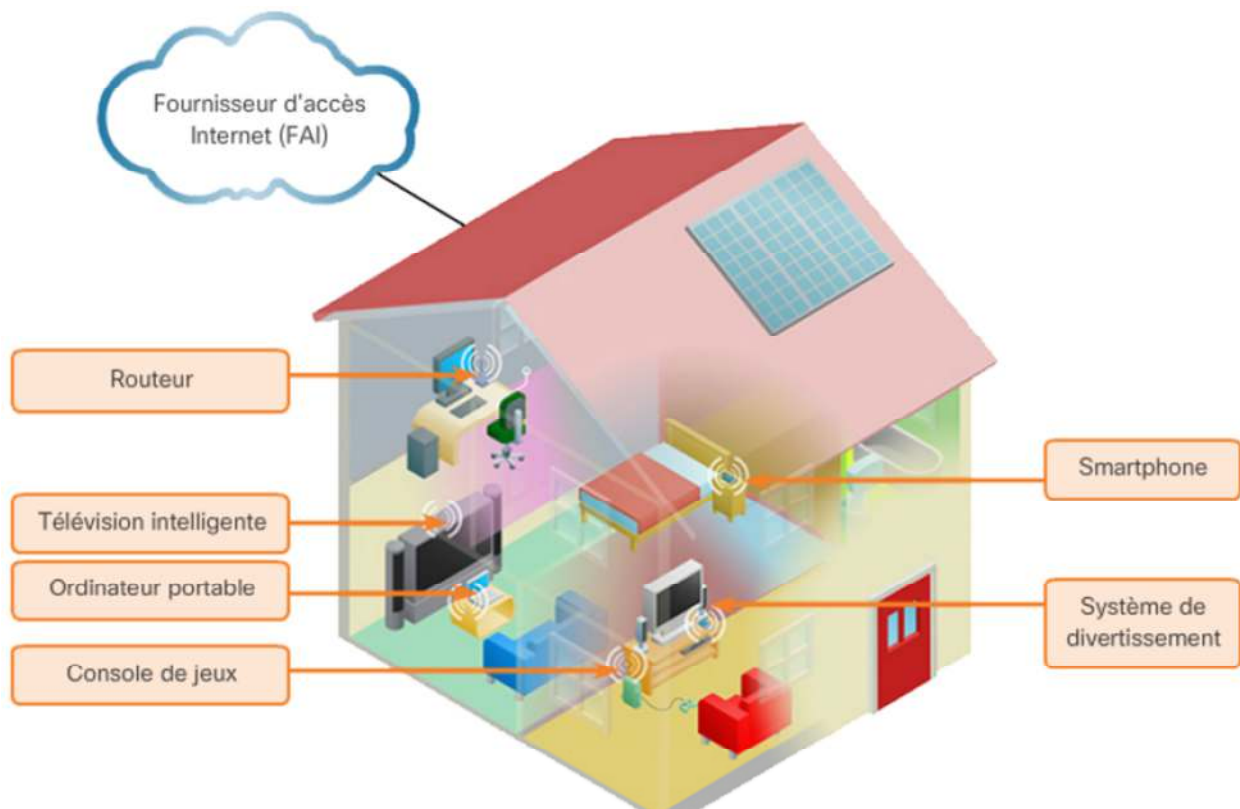 Fournisseur d'accès
Internet (FAI)
Routeur
Smartphone
Télévision intelligente
Ordinateur portable
Système de
divertissement
Console de jeux